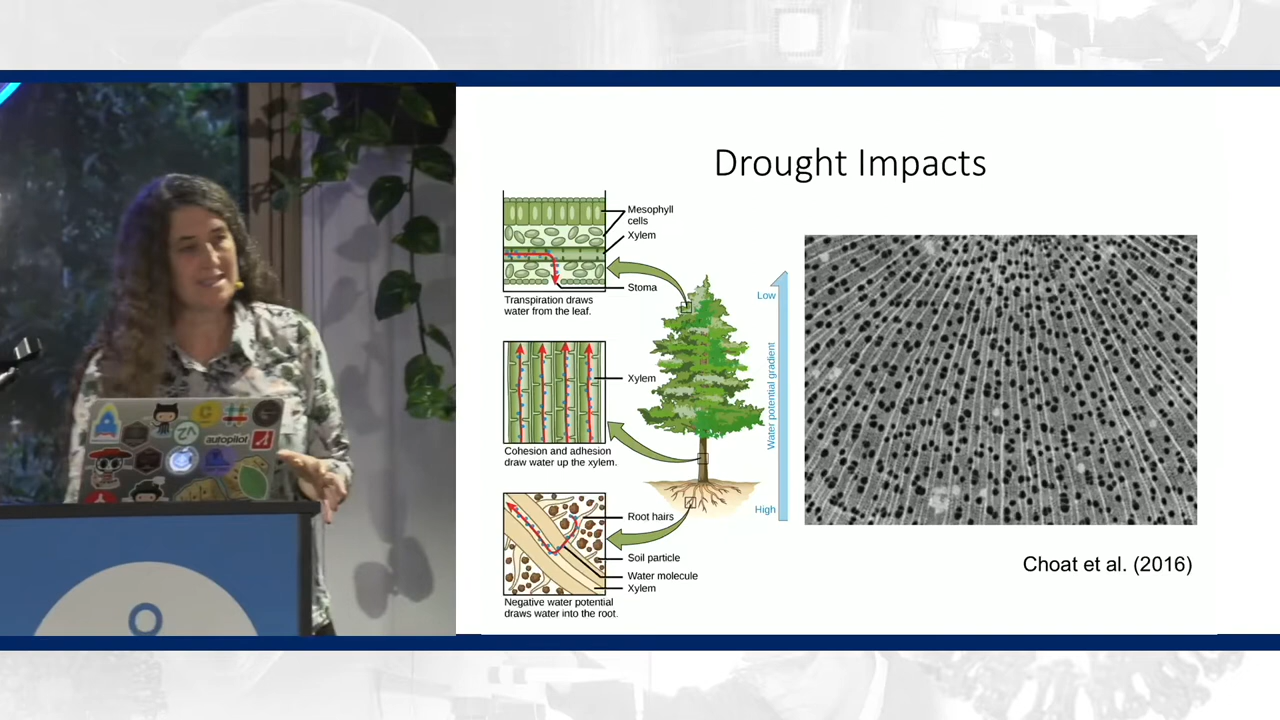 Drought Impacts
Mesophyll
cells
Xylem
Stoma
Transpiration draws
water from the leaf.
Xylem
Cohesion and adhesion
draw water up the xylem.
Root hairs
Soil particle
Water molecule
Xylem
Negative water potential
draws water into the root.
Low
Water potential gradient
High
Choat et al. (2016)
autopilot